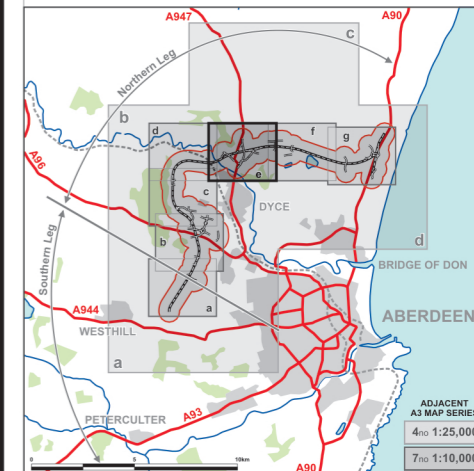 A947
A90
c
Northern Leg
b
d
f
g
A96
e
c
DYCE
b
d
Southern Leg
BRIDGE OF DON
a
A944
ABERDEEN
WESTHILL
a
ADJACENT
A3 MAP SERIES
PETERCULTER
A93
4no 1:25,000
7no 1:10,000
0 5 10km
A90